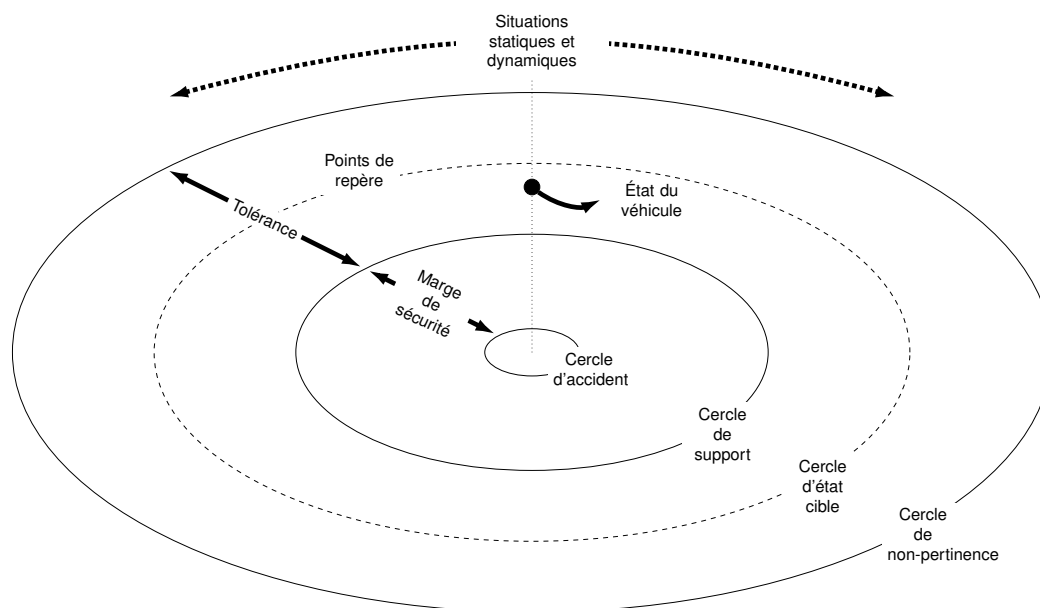 Situations
statiques et
dynamiques
Points de
repère
État du
véhicule
Tolérance
Marge
de
sécurité
Cercle
d'accident
Cercle
de
support
Cercle
d'état
cible
Cercle
de
non-pertinence